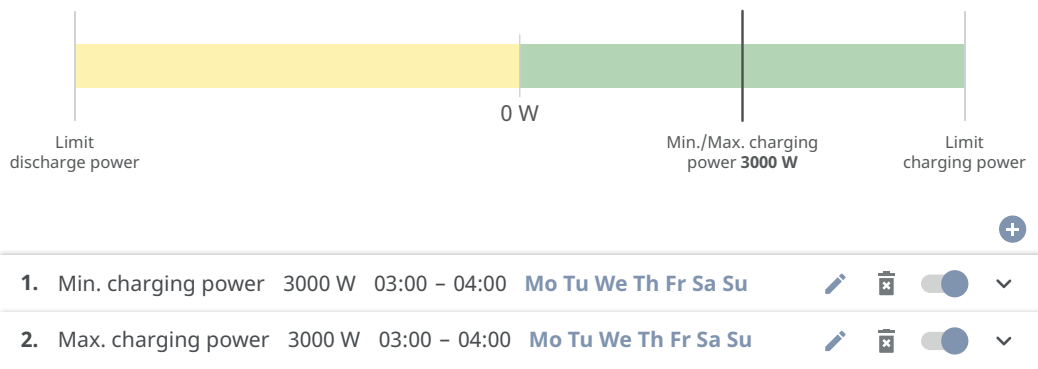 0 W
Limit
discharge power
Min./Max. charging
power 3000 W
Limit
charging power
1. Min. charging power 3000 W 03:00 – 04:00 Mo Tu We Th Fr Sa Su
2. Max. charging power 3000 W 03:00 – 04:00 Mo Tu We Th Fr Sa Su